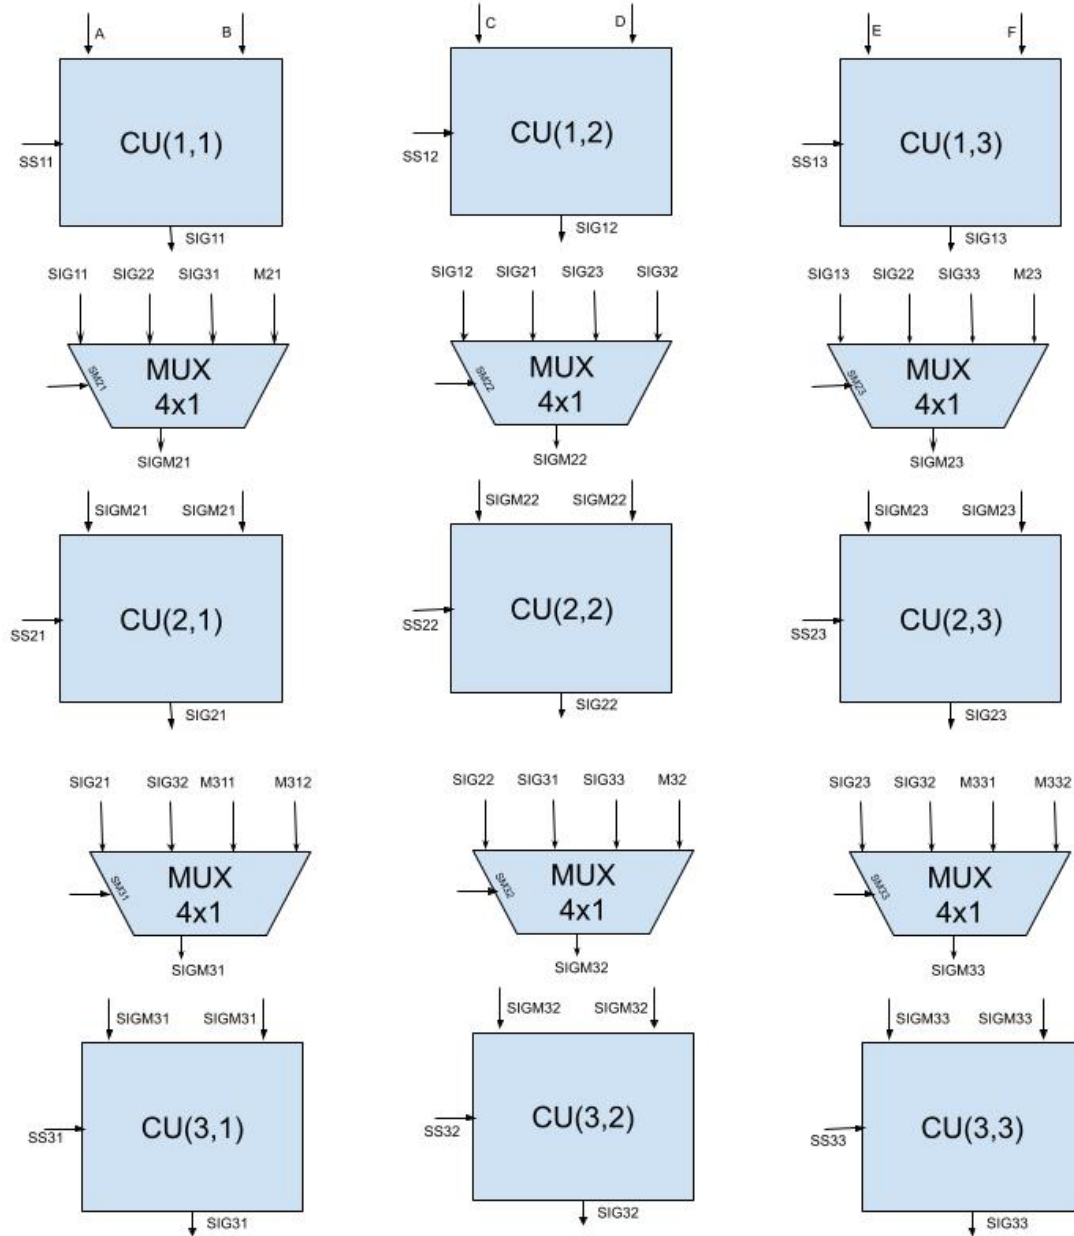 A B C D E F
CU(1,1) CU(1,2) CU(1,3)
SS11 SS12 SS13
SIG11 SIG12 SIG13
SIG11 SIG22 SIG31 M21 SIG12 SIG21 SIG23 SIG32 SIG13 SIG22 SIG33 M23
SM21 MUX SM22 MUX SM23 MUX
4x1 4x1 4x1
SIGM21 SIGM22 SIGM23
SIGM21 SIGM21 SIGM22 SIGM22 SIGM23 SIGM23
CU(2,1) CU(2,2) CU(2,3)
SS21 SS22 SS23
SIG21 SIG22 SIG23
SIG21 SIG32 M311 M312 SIG22 SIG31 SIG33 M32 SIG23 SIG32 M331 M332
SM31 MUX SM32 MUX SM33 MUX
4x1 4x1 4x1
SIGM31 SIGM32 SIGM33
SIGM31 SIGM31 SIGM32 SIGM32 SIGM33 SIGM33
CU(3,1) CU(3,2) CU(3,3)
SS31 SS32 SS33
SIG31 SIG32 SIG33